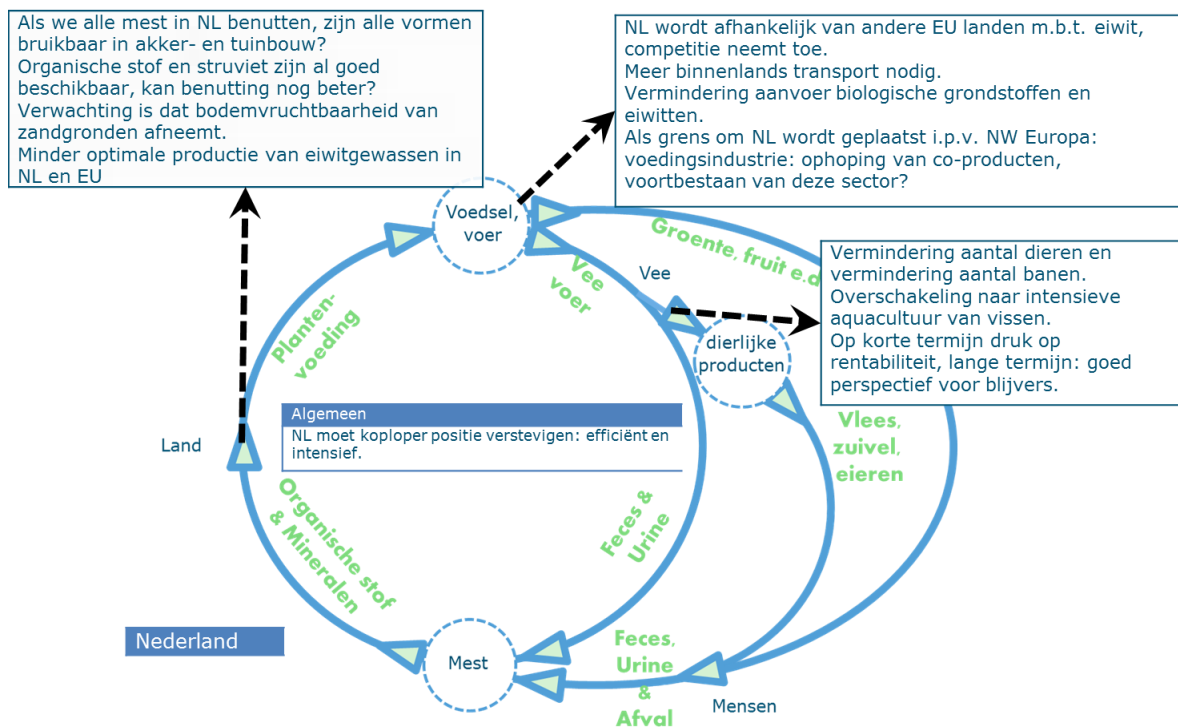 Als we alle mest in NL benutten, zijn alle vormen
bruikbaar in akker- en tuinbouw?
Organische stof en struviet zijn al goed
beschikbaar, kan benutting nog beter?
Verwachting is dat bodemvruchtbaarheid van
zandgronden afneemt.
Minder optimale productie van eiwitgewassen in
NL en EU
NL wordt afhankelijk van andere EU landen m.b.t. eiwit,
competitie neemt toe.
Meer binnenlands transport nodig.
Vermindering aanvoer biologische grondstoffen en
eiwitten.
Als grens om NL wordt geplaatst i.p.v. NW Europa:
voedingsindustrie: ophoping van co-producten,
voortbestaan van deze sector?
Voedsel,
voer
Groente, fruit e.d
Vee
voer
Vee
Vermindering aantal dieren en
vermindering aantal banen.
Overschakeling naar intensieve
aquacultuur van vissen.
Op korte termijn druk op
rentabiliteit, lange termijn: goed
perspectief voor blijvers.
dierlijke
producten
Planten-
voeding
Algemeen
NL moet koploper positie verstevigen: efficiënt en
intensief.
Land
Vlees,
zuivel,
eieren
Organische stof
& Mineralen
Feces &
Urine
Nederland
Mest
Feces,
Urine
&
Afval
Mensen